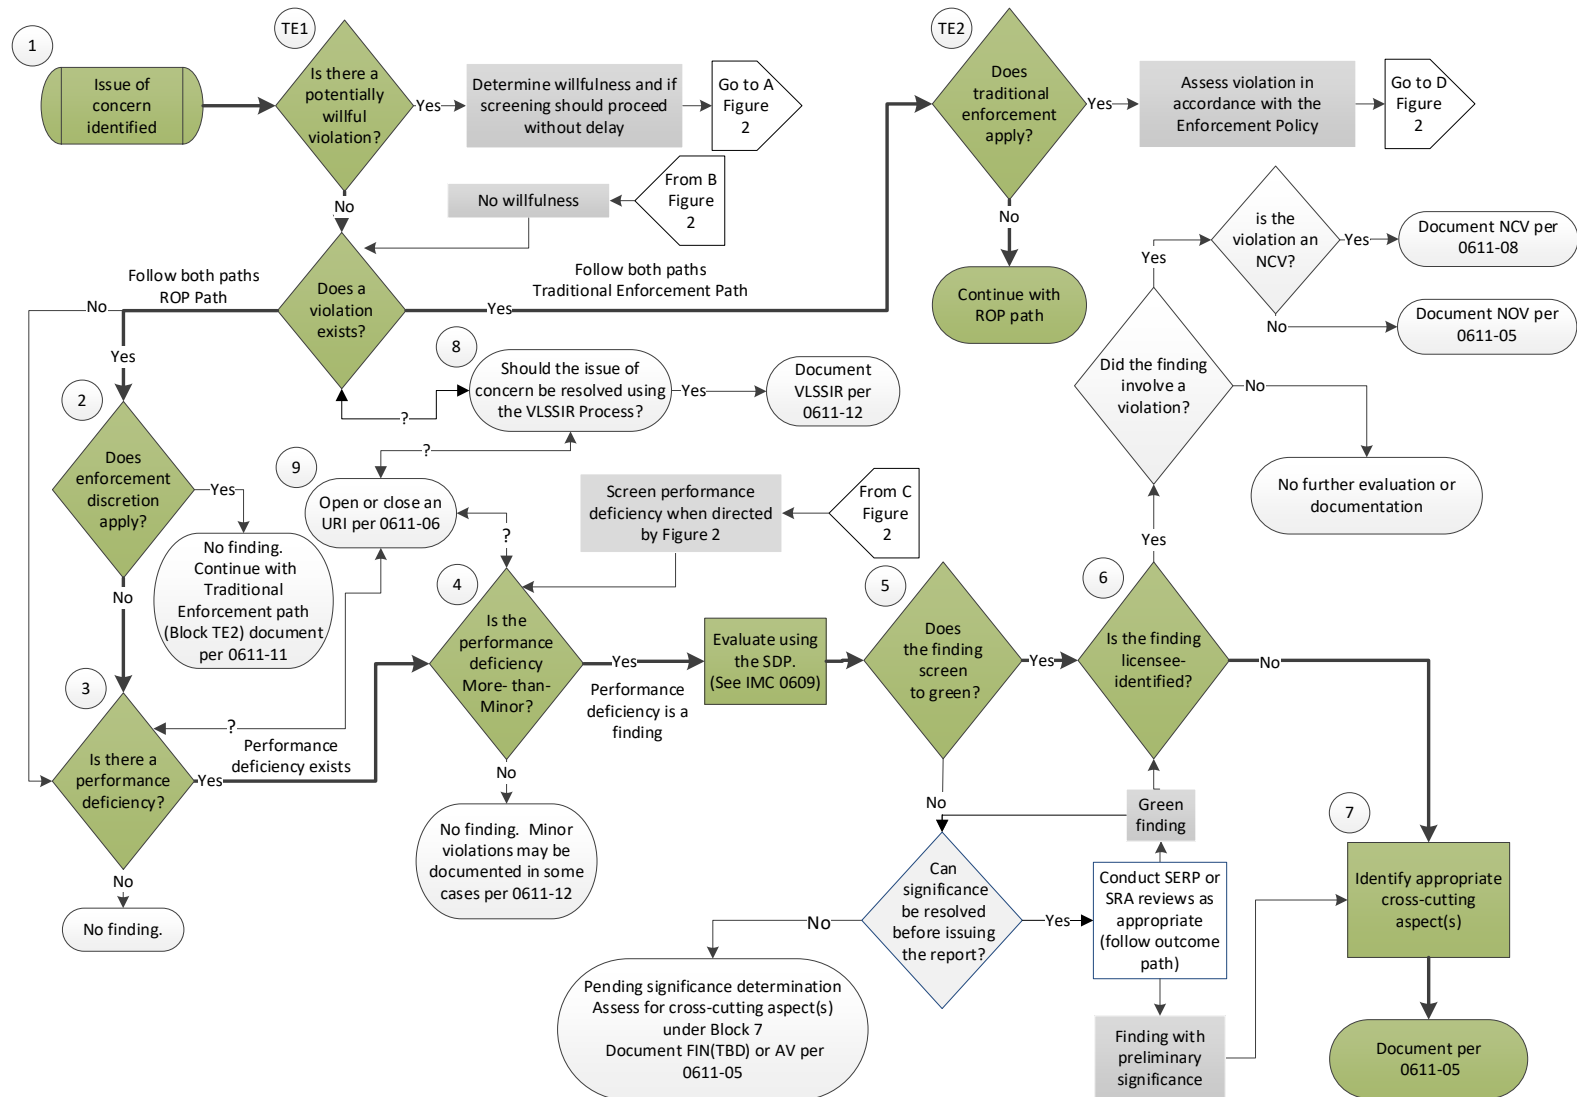 1
Issue of
concern
identified
TE1
Is there a
potentially
willful
violation?
Yes
Determine willfulness and if
screening should proceed
without delay
Go to A
Figure
2
No
No willfulness
From B
Figure
2
TE2
Does
traditional
enforcement
apply?
Yes
Assess violation in
accordance with the
Enforcement Policy
Go to D
Figure
2
No
Continue with
ROP path
Does a
violation
exists?
Follow both paths
ROP Path
Follow both paths
Traditional Enforcement Path
Yes
No
Yes
8
Should the issue of
concern be resolved using
the VLSSIR Process?
Yes
Document
VLSSIR per
0611-12
?
?
2
Does
enforcement
discretion
apply?
Yes
No finding.
Continue with
Traditional
Enforcement path
(Block TE2) document
per 0611-11
No
9
Open or close an
URI per 0611-06
?
?
3
Is there a
performance
deficiency?
Yes
Performance
deficiency exists
No
No finding.
Screen performance
deficiency when directed
by Figure 2
From C
Figure
2
4
Is the
performance
deficiency
More- than-
Minor?
Yes
Performance
deficiency is a
finding
No
No finding.  Minor
violations may be
documented in some
cases per 0611-12
Evaluate using
the SDP.
(See IMC 0609)
5
Does
the finding
screen
to green?
Yes
No
6
Is the finding
licensee-
identified?
Yes
No
Did the finding
involve a
violation?
Yes
No
No further evaluation or
documentation
is the
violation an
NCV?
Yes
Document NCV per
0611-08
No
Document NOV per
0611-05
Green
finding
Can
significance
be resolved
before issuing
the report?
No
Yes
Pending significance determination
Assess for cross-cutting aspect(s)
under Block 7
Document FIN(TBD) or AV per
0611-05
Conduct SERP or
SRA reviews as
appropriate
(follow outcome
path)
Finding with
preliminary
significance
7
Identify appropriate
cross-cutting
aspect(s)
Document per
0611-05